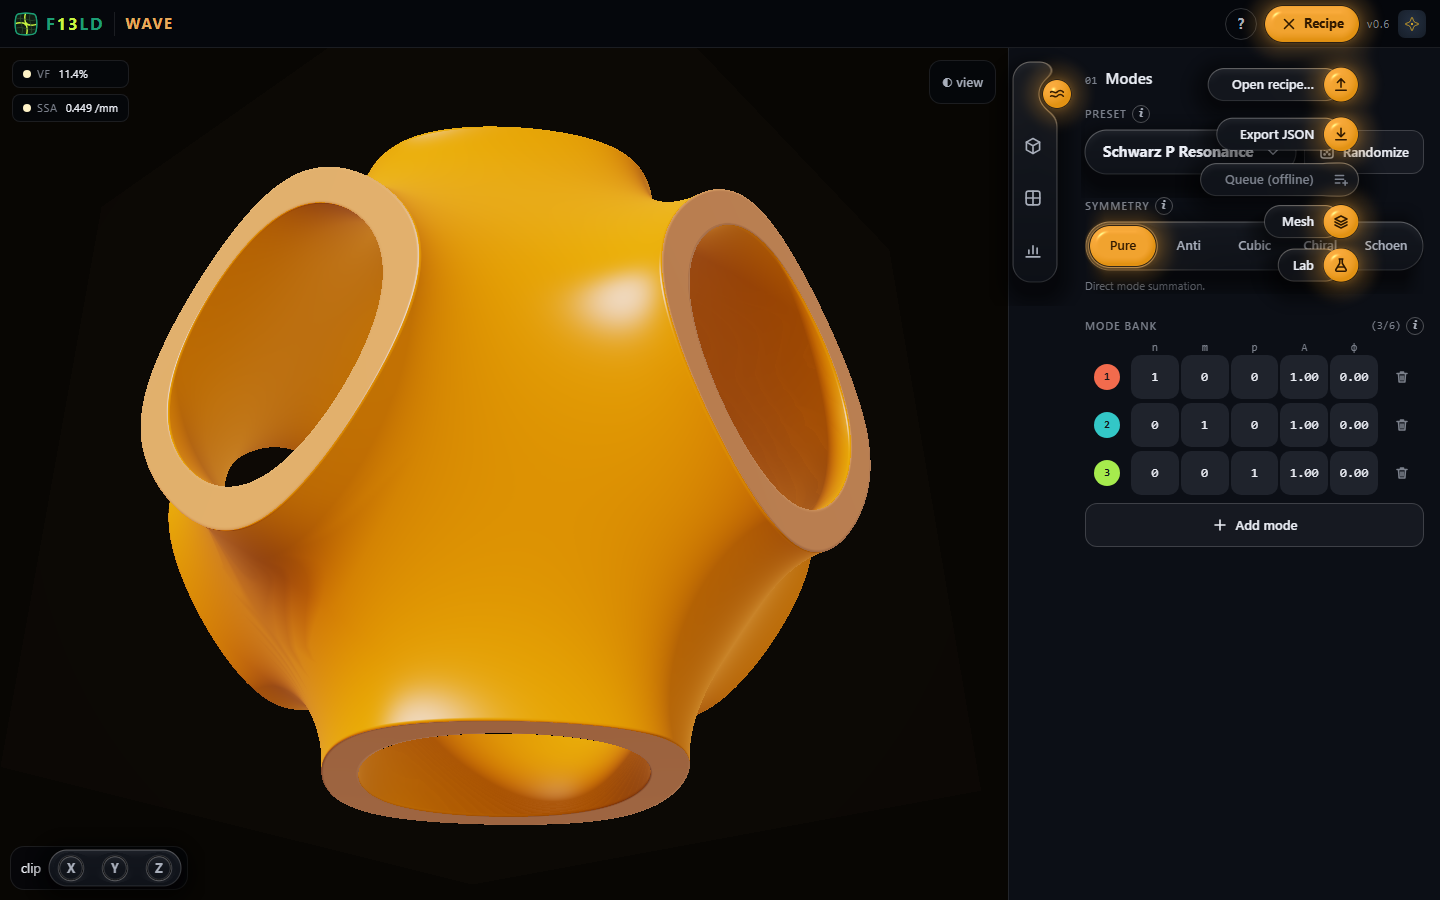 F13LD WAVE ? Recipe v0.6
VF 11.4%
SSA 0.449 /mm
view
01 Modes
Open recipe...
PRESET i
Export JSON
Schwarz P Resonance Randomize
Queue (offline)
SYMMETRY i
Mesh
Pure Anti Cubic Chiral Schoen
Lab
Direct mode summation.
MODE BANK (3/6) i
n m p A ϕ
1 1 0 0 1.00 0.00
2 0 1 0 1.00 0.00
3 0 0 1 1.00 0.00
+ Add mode
clip X Y Z